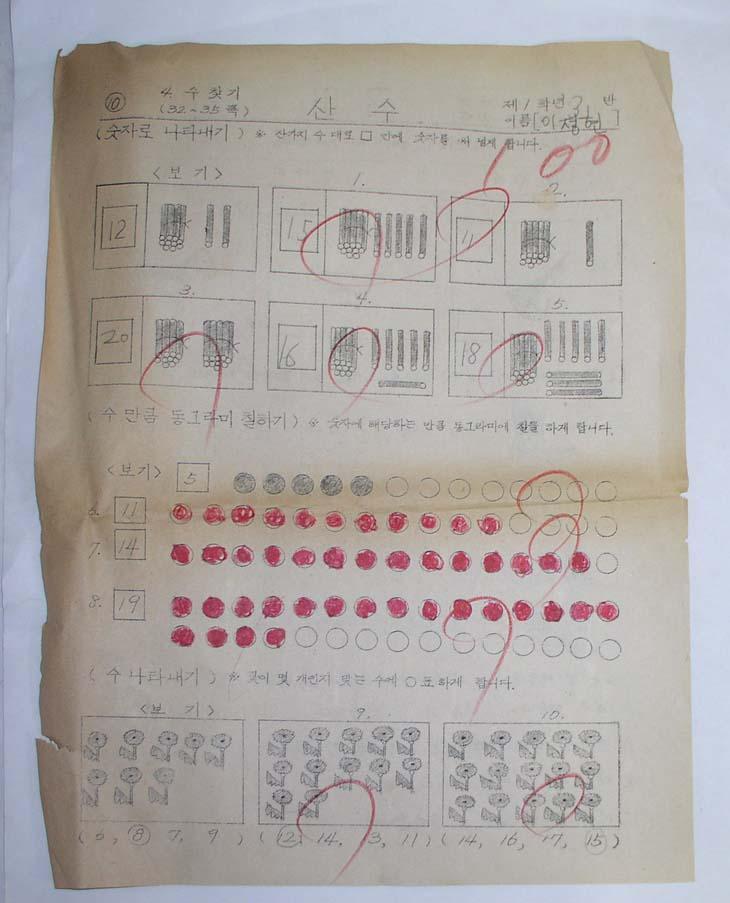 ⑩ 4. 수 찾기
(32~35쪽)
산수
제 1 학년 3 반
이름[이정현]
(숫자로 나타내기) ※ 산가지 수 대로 □ 안에 숫자를 써 넣게 합니다.
100
<보기> 1. 2.
12 15 11
3. 4. 5.
20 16 18
(수 만큼 동그라미 칠하기) ※ 숫자에 해당하는 만큼 동그라미에 칠을 하게 합니다.
<보기> 5
6. 11
7. 14
8. 19
(수 나타내기) ※ 꽃이 몇 개인지 맞는 수에 ○표 하게 합니다.
<보기> 9. 10.
(6, ⑧ 7, 9) (⑫, 14, 13, 11) (14, 16, 17, ⑮)